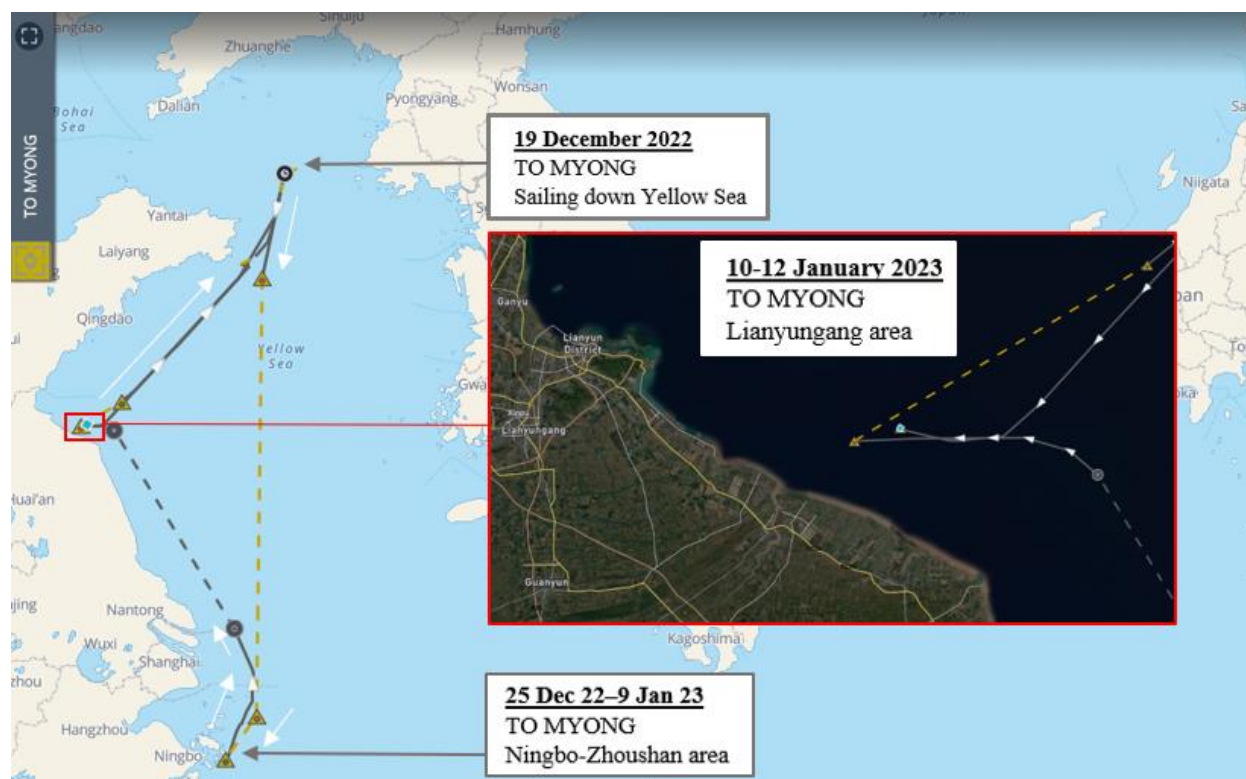 angdao
Sinuiju
Hamhung
Zhuanghe
Wonsan
Pyongyang
Bohai
Sea
Dalian
TO MYONG
19 December 2022
TO MYONG
Sailing down Yellow Sea
Niigata
Yantai
Laiyang
Qingdao
Yellow
Sea
10-12 January 2023
TO MYONG
Lianyungang area
Ganyu
Lianyun
District
Xinpu
Lianyungang
Guanyun
Huai'an
Nantong
Wuxi
Shanghai
Kagoshima
Hangzhou
Ningbo
25 Dec 22–9 Jan 23
TO MYONG
Ningbo-Zhoushan area